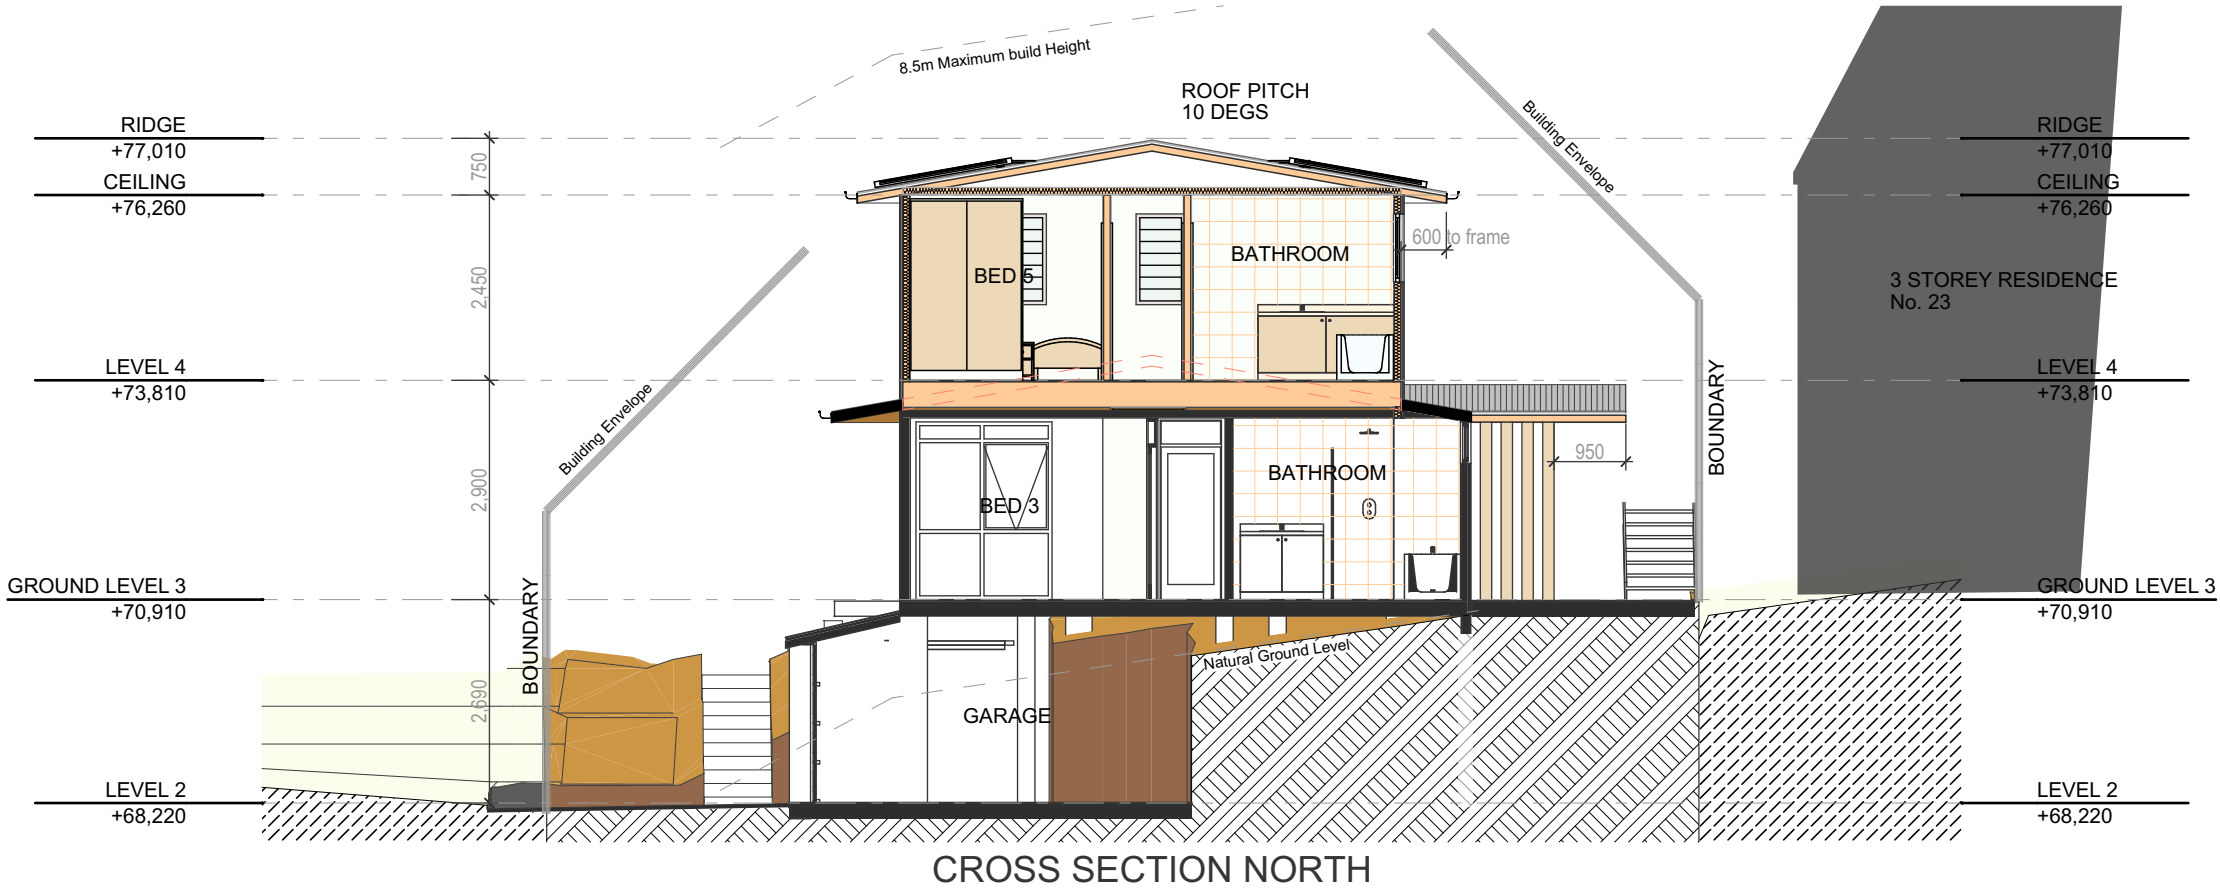 8.5m Maximum build Height
ROOF PITCH
10 DEGS
Building Envelope
RIDGE
+77,010
CEILING
+76,260
LEVEL 4
+73,810
GROUND LEVEL 3
+70,910
LEVEL 2
+68,220
750
2,450
2,900
2,690
Building Envelope
BOUNDARY
BED 5
BATHROOM
600 to frame
BED 3
BATHROOM
950
BOUNDARY
Natural Ground Level
GARAGE
3 STOREY RESIDENCE
No. 23
RIDGE
+77,010
CEILING
+76,260
LEVEL 4
+73,810
GROUND LEVEL 3
+70,910
LEVEL 2
+68,220
CROSS SECTION NORTH